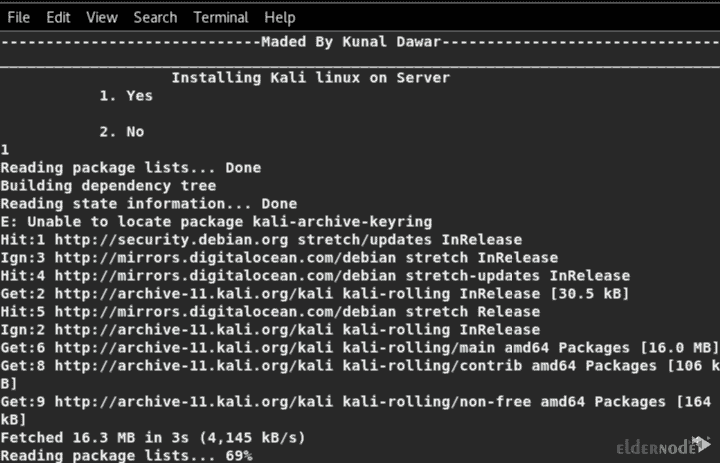 File Edit View Search Terminal Help
-----------------------------Maded By Kunal Dawar-------------------------------
Installing Kali linux on Server
1. Yes
2. No
1
Reading package lists... Done
Building dependency tree
Reading state information... Done
E: Unable to locate package kali-archive-keyring
Hit:1 http://security.debian.org stretch/updates InRelease
Ign:3 http://mirrors.digitalocean.com/debian stretch InRelease
Hit:4 http://mirrors.digitalocean.com/debian stretch-updates InRelease
Get:2 http://archive-11.kali.org/kali kali-rolling InRelease [30.5 kB]
Hit:5 http://mirrors.digitalocean.com/debian stretch Release
Ign:2 http://archive-11.kali.org/kali kali-rolling InRelease
Get:6 http://archive-11.kali.org/kali kali-rolling/main amd64 Packages [16.0 MB]
Get:8 http://archive-11.kali.org/kali kali-rolling/contrib amd64 Packages [106 k
B]
Get:9 http://archive-11.kali.org/kali kali-rolling/non-free amd64 Packages [164
kB]
Fetched 16.3 MB in 3s (4,145 kB/s)
Reading package lists... 69%
eldernode